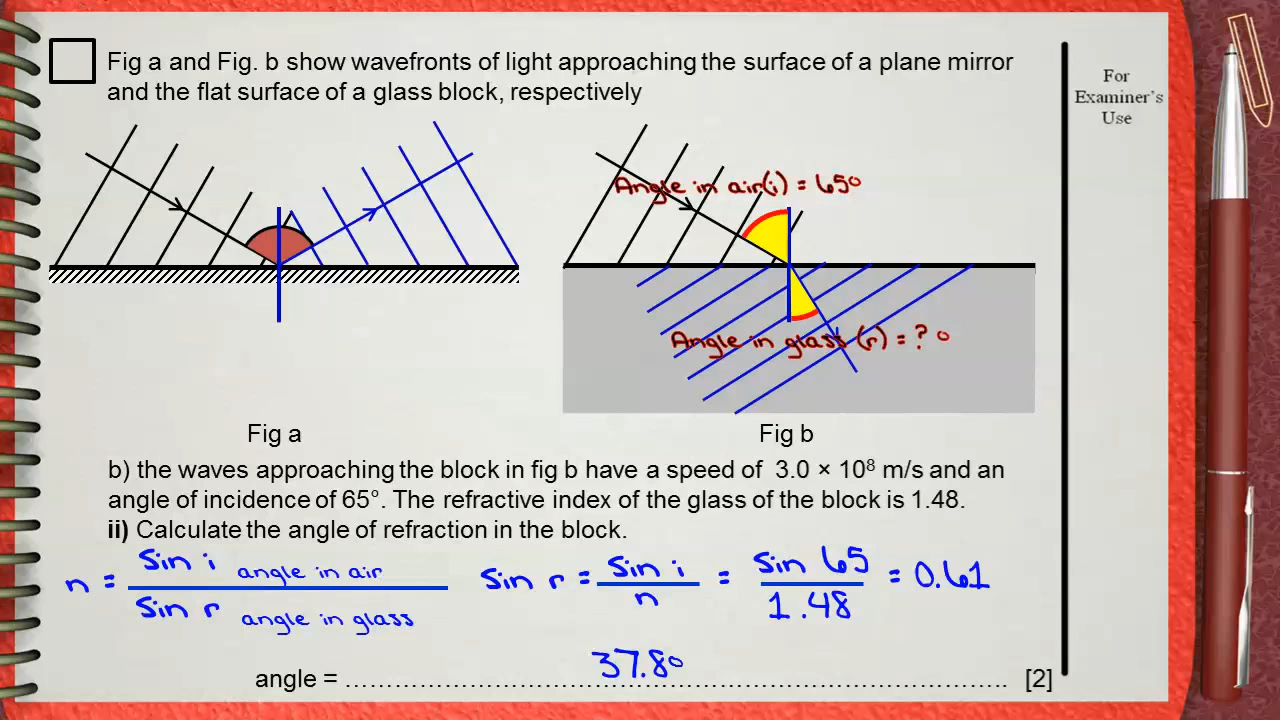 Fig a and Fig. b show wavefronts of light approaching the surface of a plane mirror
and the flat surface of a glass block, respectively
For
Examiner's
Use
Angle in air(i) = 65°
Angle in glass (r) = ? °
Fig a
Fig b
b) the waves approaching the block in fig b have a speed of 3.0 × 10⁸ m/s and an
angle of incidence of 65°. The refractive index of the glass of the block is 1.48.
ii) Calculate the angle of refraction in the block.
n = Sin i angle in air / Sin r angle in glass
Sin r = Sin i / n = Sin 65 / 1.48 = 0.61
37.8°
angle = ........................................................................ [2]